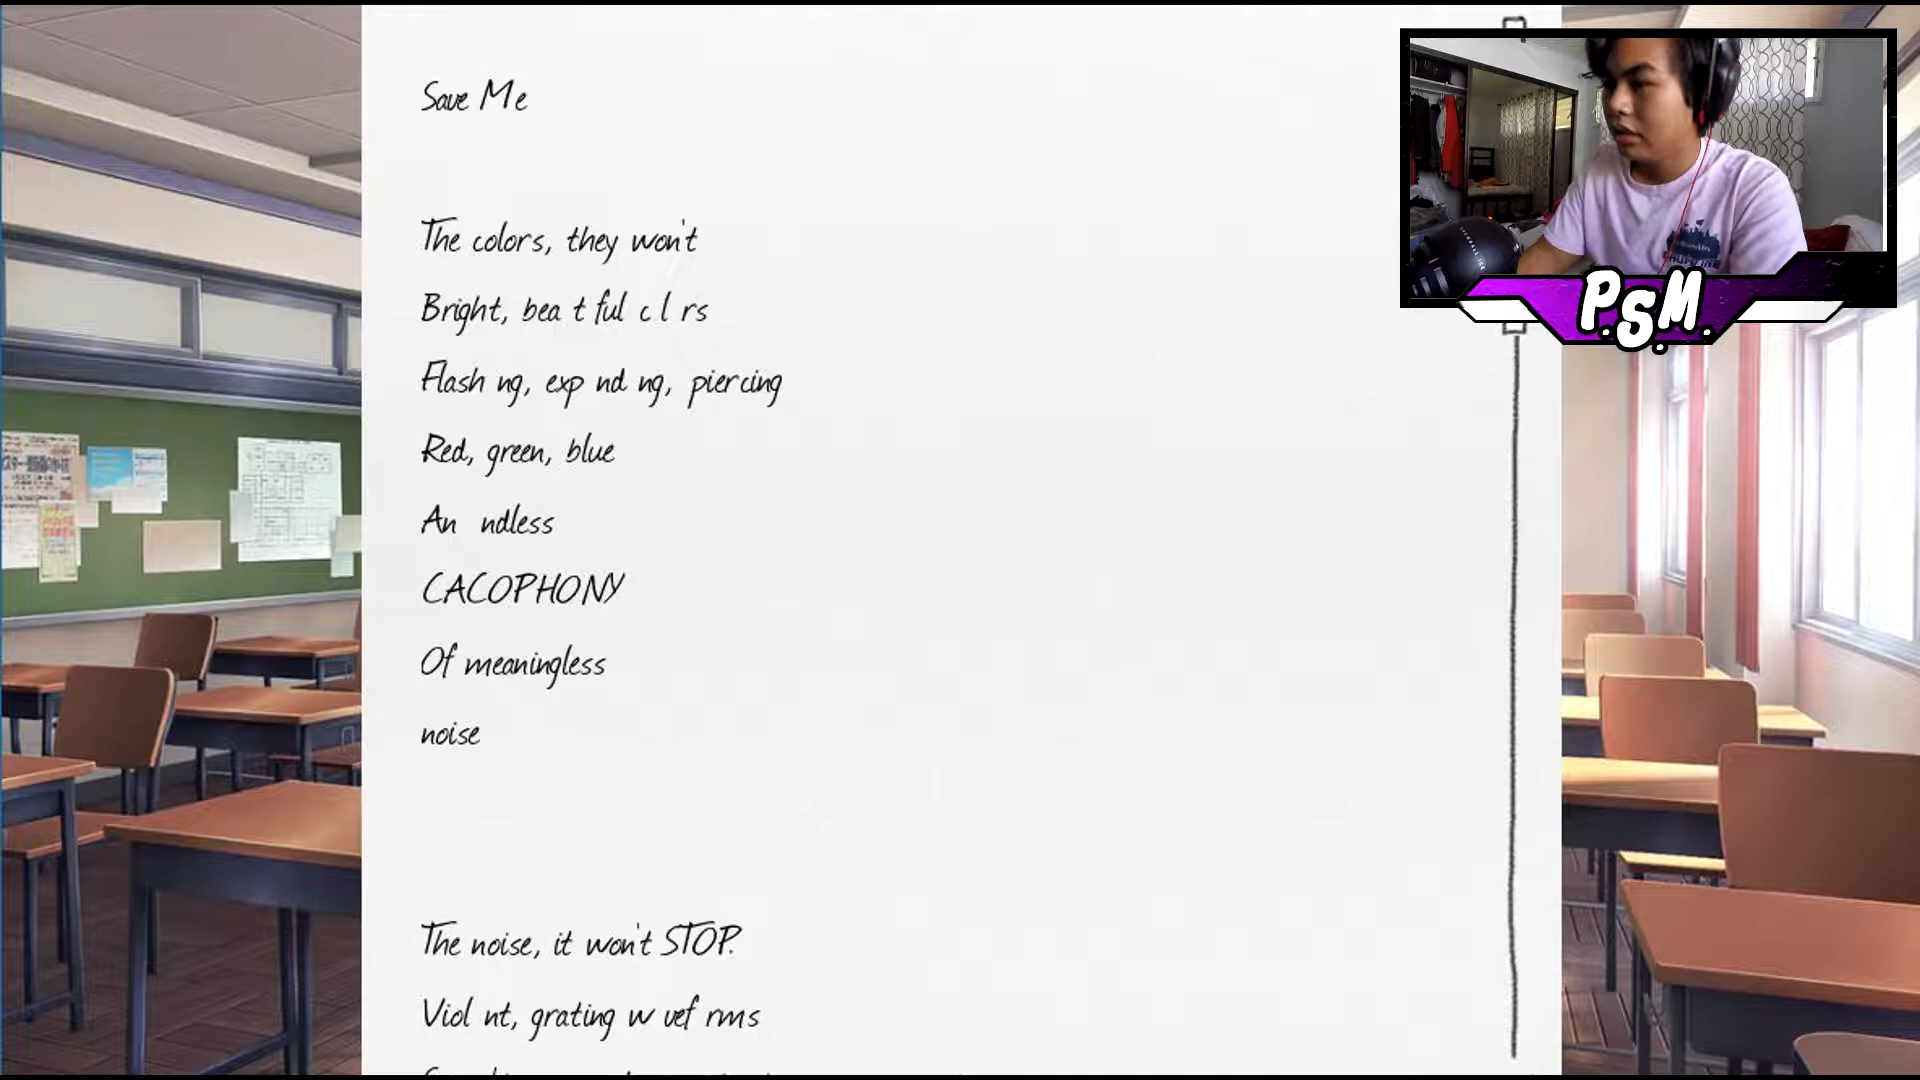 Save Me
The colors, they won't
Bright, bea t ful c l rs
Flash ng, exp nd ng, piercing
Red, green, blue
An  ndless
CACOPHONY
Of meaningless
noise
The noise, it won't STOP.
Viol nt, grating w vef rms
P.S.M.